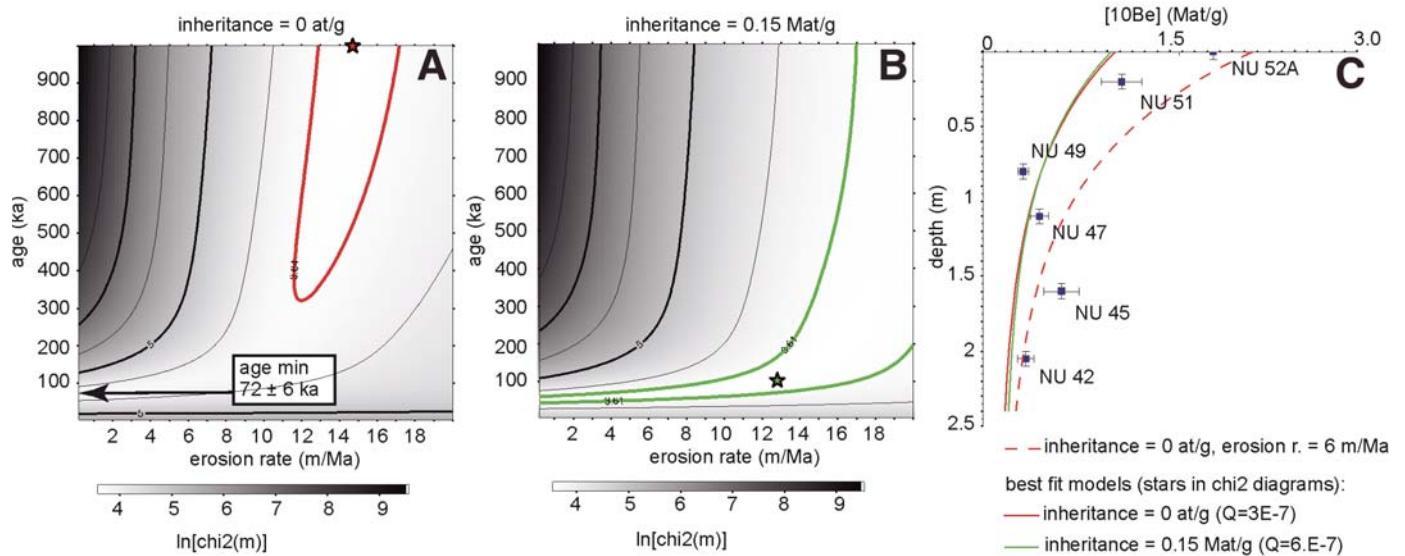 inheritance = 0 at/g
A
900
800
700
600
500
400
300
200
100
age (ka)
5
age min
72 ± 6 ka
5
2 4 6 8 10 12 14 16 18
erosion rate (m/Ma)
4 5 6 7 8 9
ln[chi2(m)]
inheritance = 0.15 Mat/g
B
900
800
700
600
500
400
300
200
100
age (ka)
5
3.61
2 4 6 8 10 12 14 16 18
erosion rate (m/Ma)
4 5 6 7 8 9
ln[chi2(m)]
[10Be] (Mat/g)
0 1.5 3.0
C
NU 52A
NU 51
0.5
NU 49
1
NU 47
depth (m)
1.5
NU 45
2
NU 42
2.5
inheritance = 0 at/g, erosion r. = 6 m/Ma
best fit models (stars in chi2 diagrams):
inheritance = 0 at/g (Q=3E-7)
inheritance = 0.15 Mat/g (Q=6.E-7)